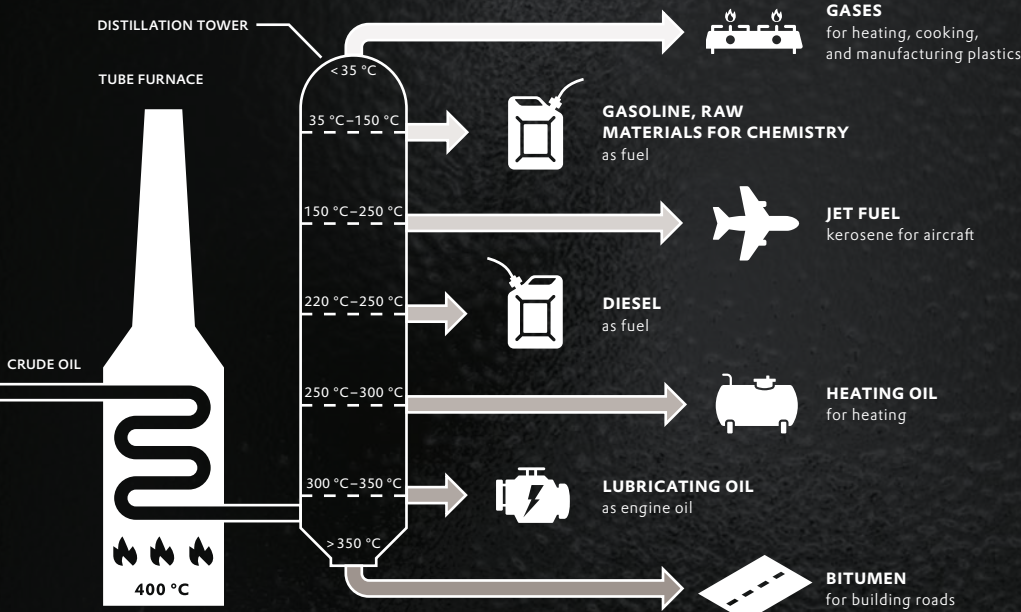 DISTILLATION TOWER
TUBE FURNACE
CRUDE OIL
400 °C
<35 °C
35 °C–150 °C
150 °C–250 °C
220 °C–250 °C
250 °C–300 °C
300 °C–350 °C
>350 °C
GASES
for heating, cooking,
and manufacturing plastics
GASOLINE, RAW
MATERIALS FOR CHEMISTRY
as fuel
JET FUEL
kerosene for aircraft
DIESEL
as fuel
HEATING OIL
for heating
LUBRICATING OIL
as engine oil
BITUMEN
for building roads